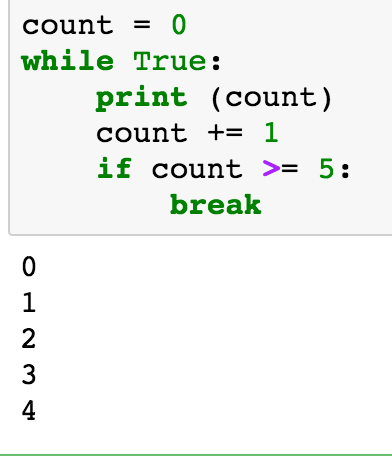 count = 0
while True:
    print (count)
    count += 1
    if count >= 5:
        break
0
1
2
3
4